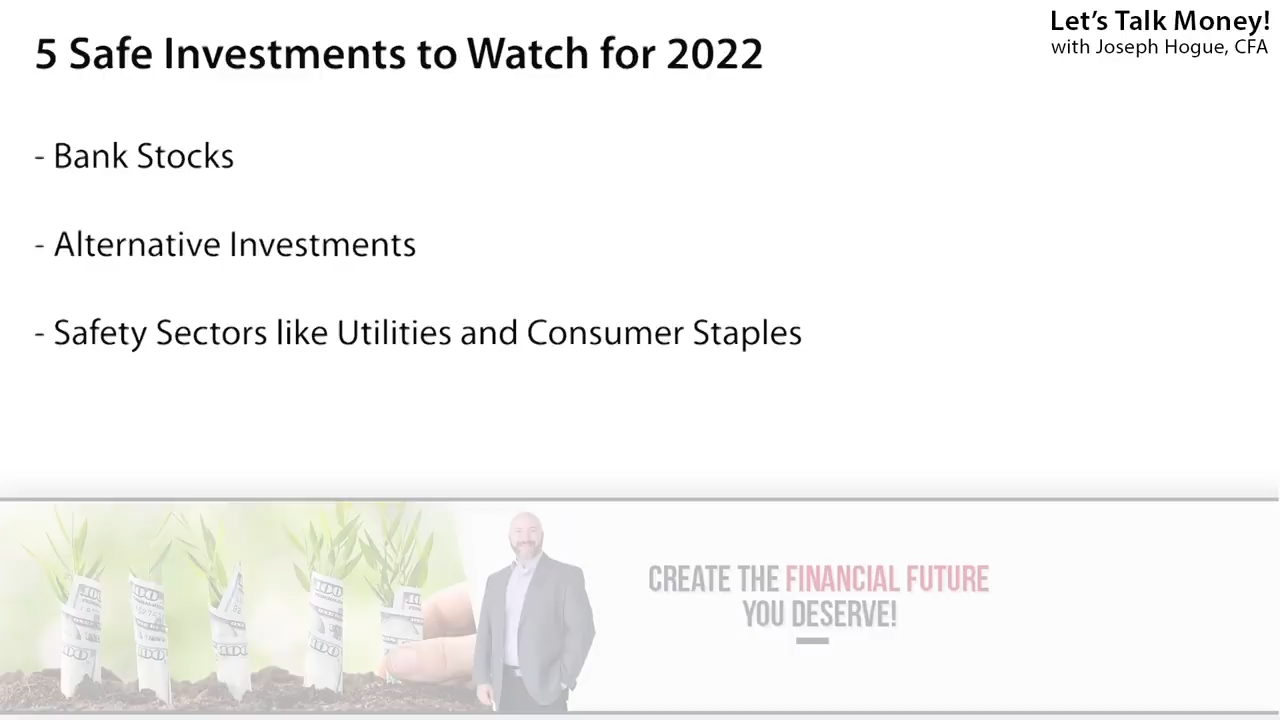 Let's Talk Money!
with Joseph Hogue, CFA
5 Safe Investments to Watch for 2022
- Bank Stocks
- Alternative Investments
- Safety Sectors like Utilities and Consumer Staples
CREATE THE FINANCIAL FUTURE
YOU DESERVE!